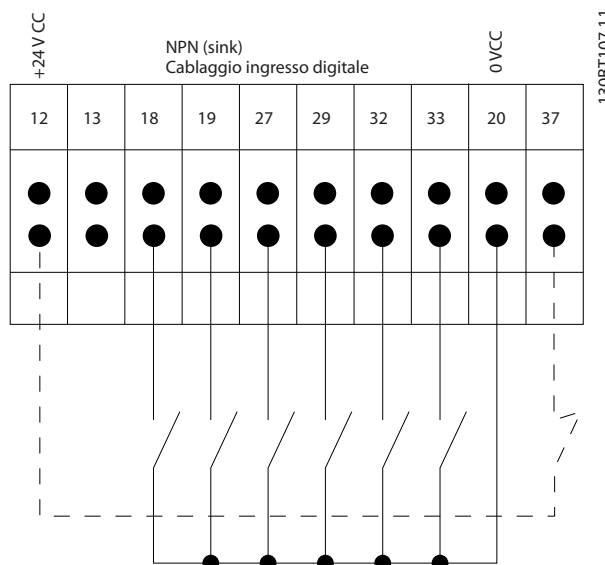 +24 V CC
NPN (sink)
Cablaggio ingresso digitale
0 VCC
130BT107.11
12 13 18 19 27 29 32 33 20 37